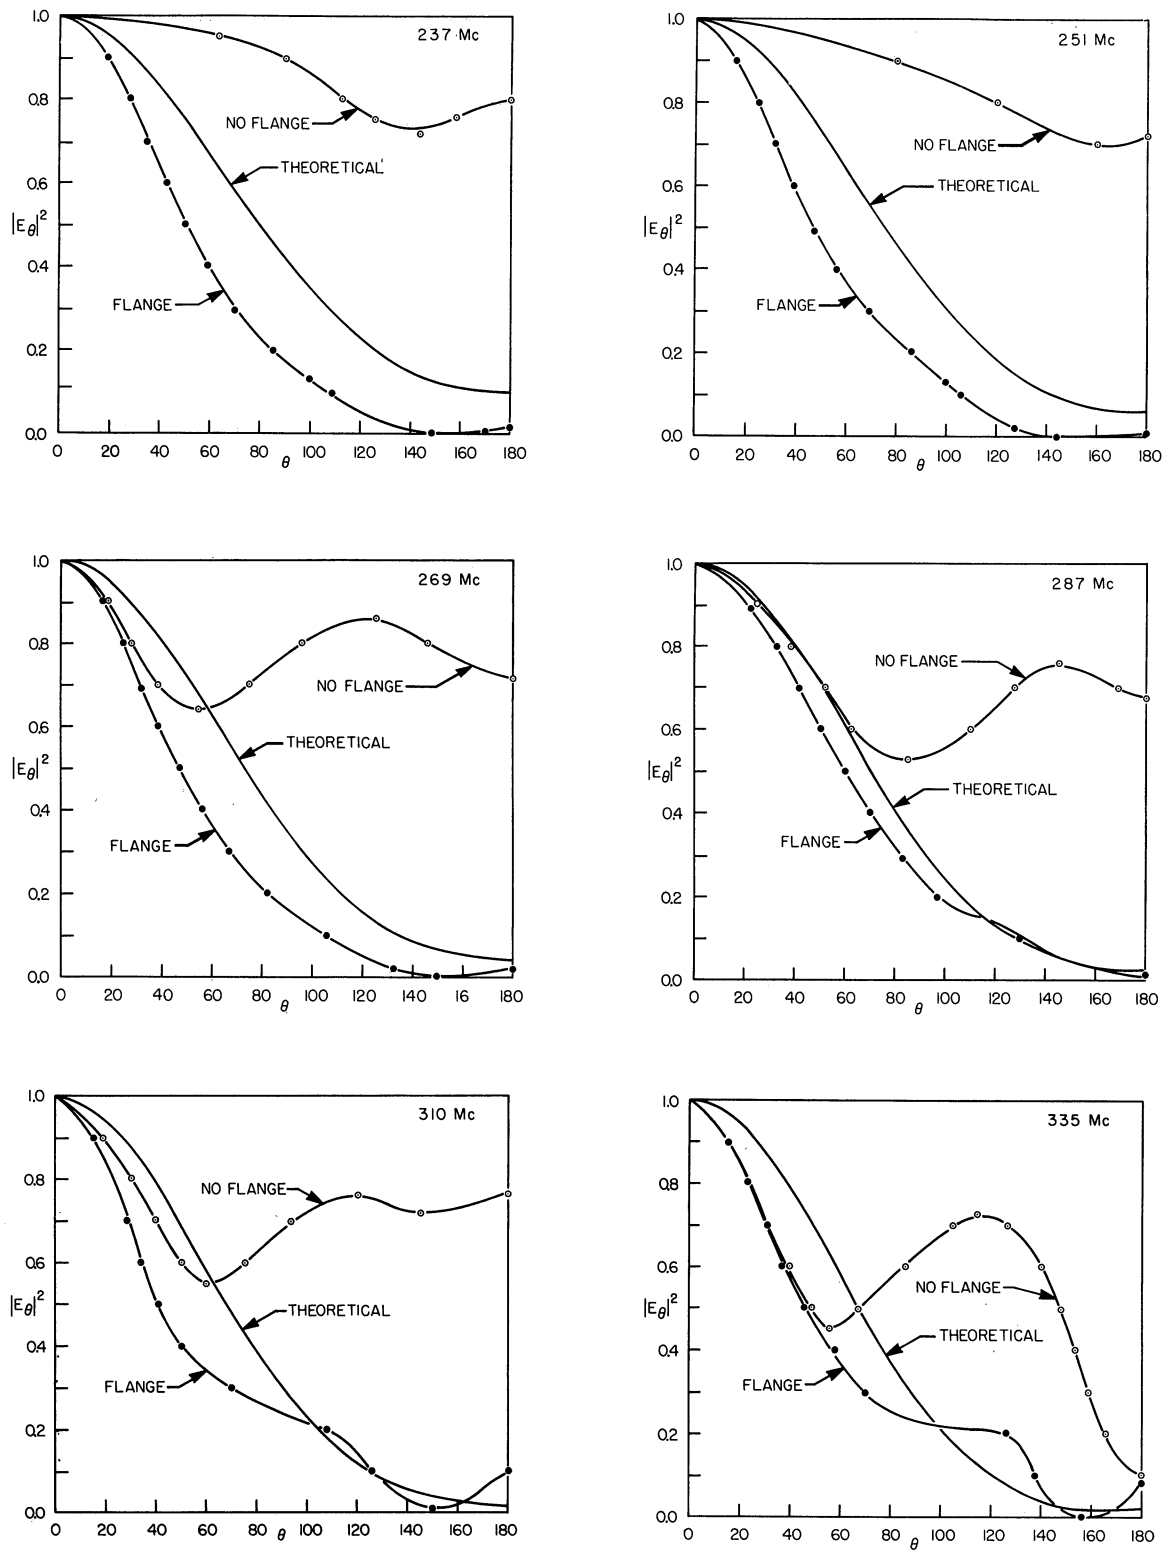 1.0
237 Mc
0.8
NO FLANGE
THEORETICAL
0.6
|Eθ|²
0.4
FLANGE
0.2
0.0
0 20 40 60 80 100 120 140 160 180
θ
1.0
251 Mc
0.8
NO FLANGE
THEORETICAL
0.6
|Eθ|²
0.4
FLANGE
0.2
0.0
0 20 40 60 80 100 120 140 160 180
θ
1.0
269 Mc
0.8
NO FLANGE
0.6
THEORETICAL
|Eθ|²
0.4
FLANGE
0.2
0.0
0 20 40 60 80 100 120 140 16 180
θ
1.0
287 Mc
0.8
NO FLANGE
0.6
|Eθ|²
THEORETICAL
0.4
FLANGE
0.2
0.0
0 20 40 60 80 100 120 140 160 180
θ
1.0
310 Mc
0.8
NO FLANGE
0.6
|Eθ|²
THEORETICAL
0.4
FLANGE
0.2
0.0
0 20 40 60 80 100 120 140 160 180
θ
1.0
335 Mc
0.8
0.6
NO FLANGE
|Eθ|²
THEORETICAL
0.4
FLANGE
0.2
0.0
0 20 40 60 80 100 120 140 160 180
θ